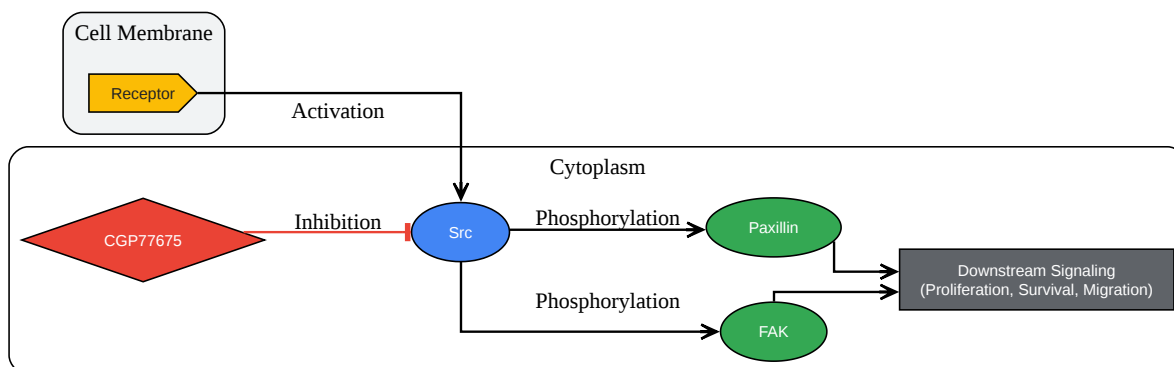 Cell Membrane
Receptor
Activation
Cytoplasm
Inhibition
CGP77675
Src
Phosphorylation
Paxillin
Downstream Signaling
(Proliferation, Survival, Migration)
Phosphorylation
FAK